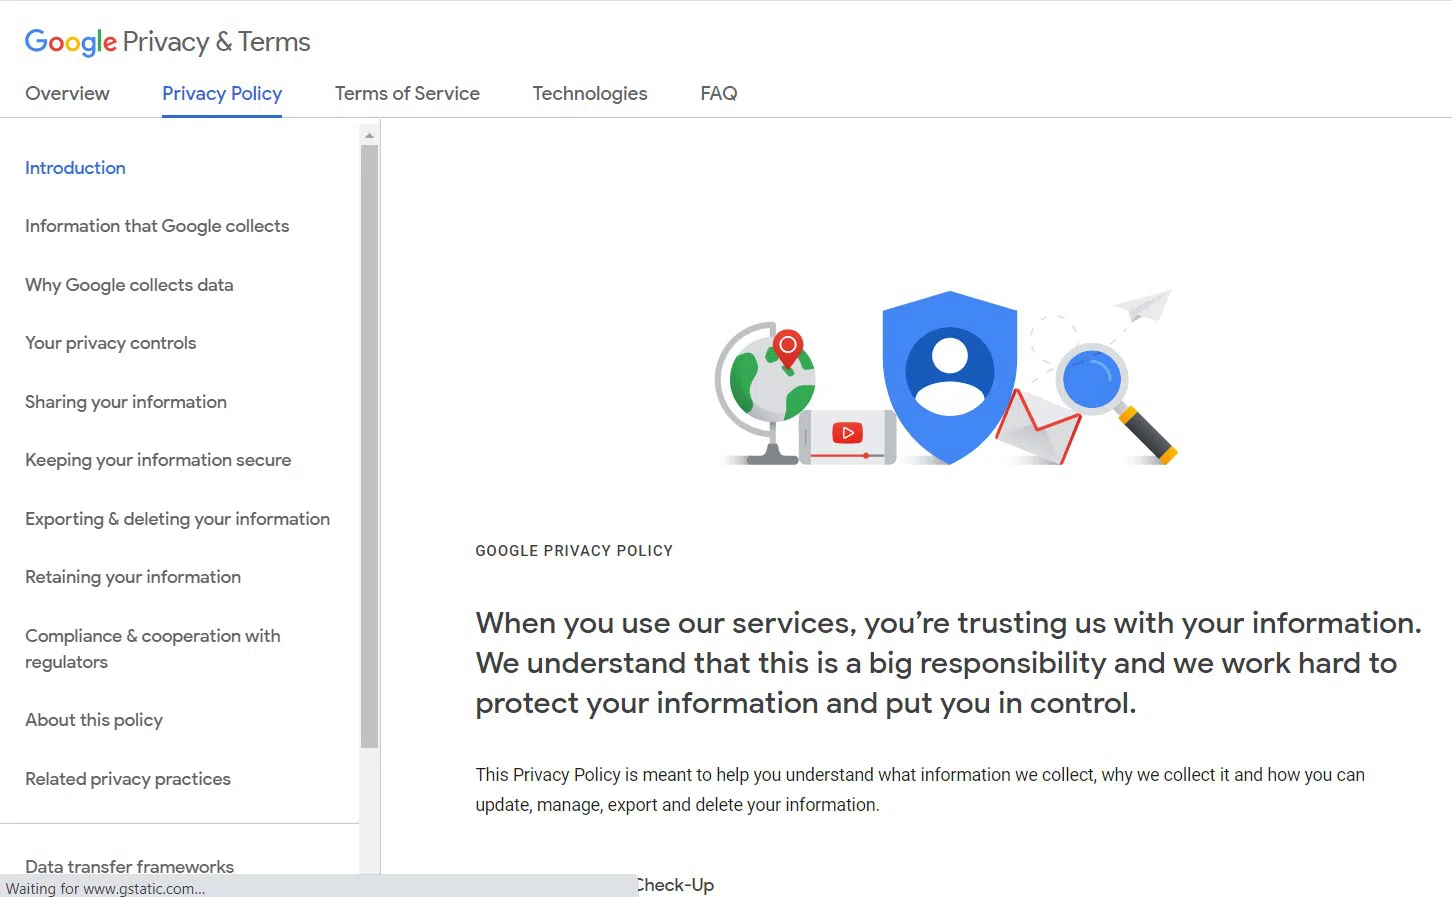 Google Privacy & Terms
Overview Privacy Policy Terms of Service Technologies FAQ
Introduction
Information that Google collects
Why Google collects data
Your privacy controls
Sharing your information
Keeping your information secure
Exporting & deleting your information
Retaining your information
Compliance & cooperation with
regulators
About this policy
Related privacy practices
Data transfer frameworks
Waiting for www.gstatic.com...
GOOGLE PRIVACY POLICY
When you use our services, you’re trusting us with your information.
We understand that this is a big responsibility and we work hard to
protect your information and put you in control.
This Privacy Policy is meant to help you understand what information we collect, why we collect it and how you can
update, manage, export and delete your information.
Check-Up